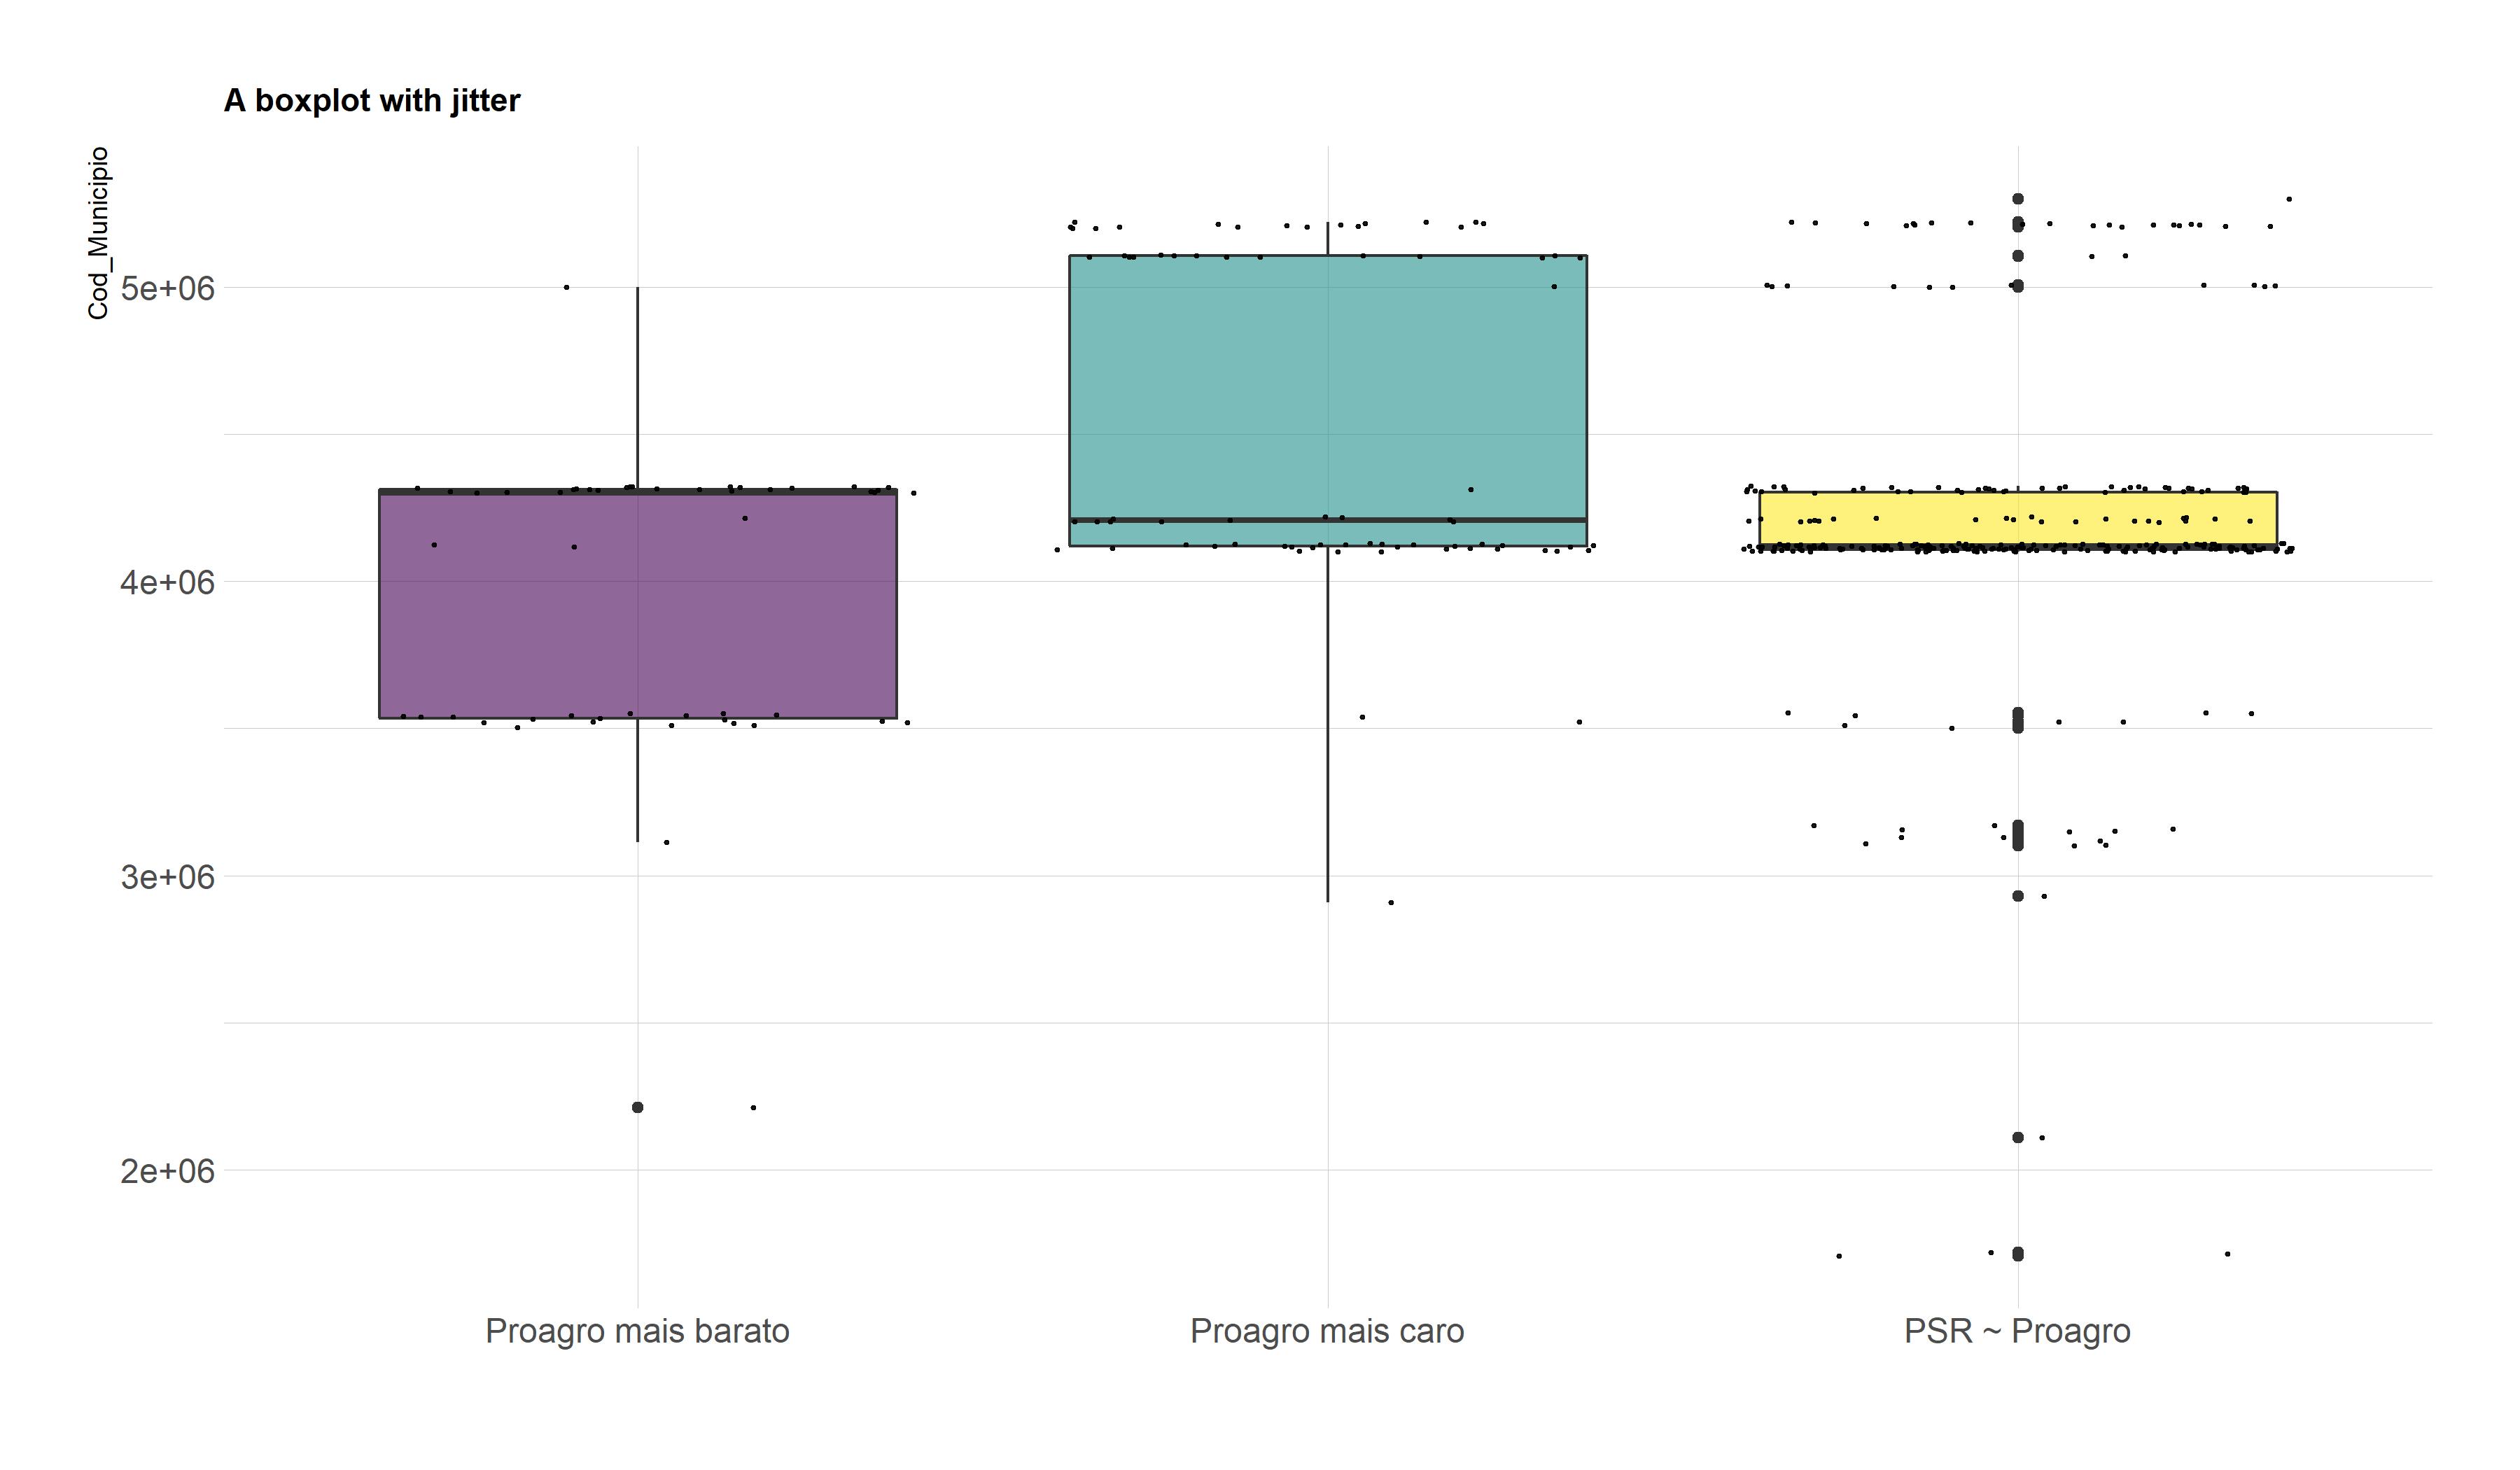 A boxplot with jitter
Cod_Municipio
5e+06
4e+06
3e+06
2e+06
Proagro mais barato
Proagro mais caro
PSR ~ Proagro